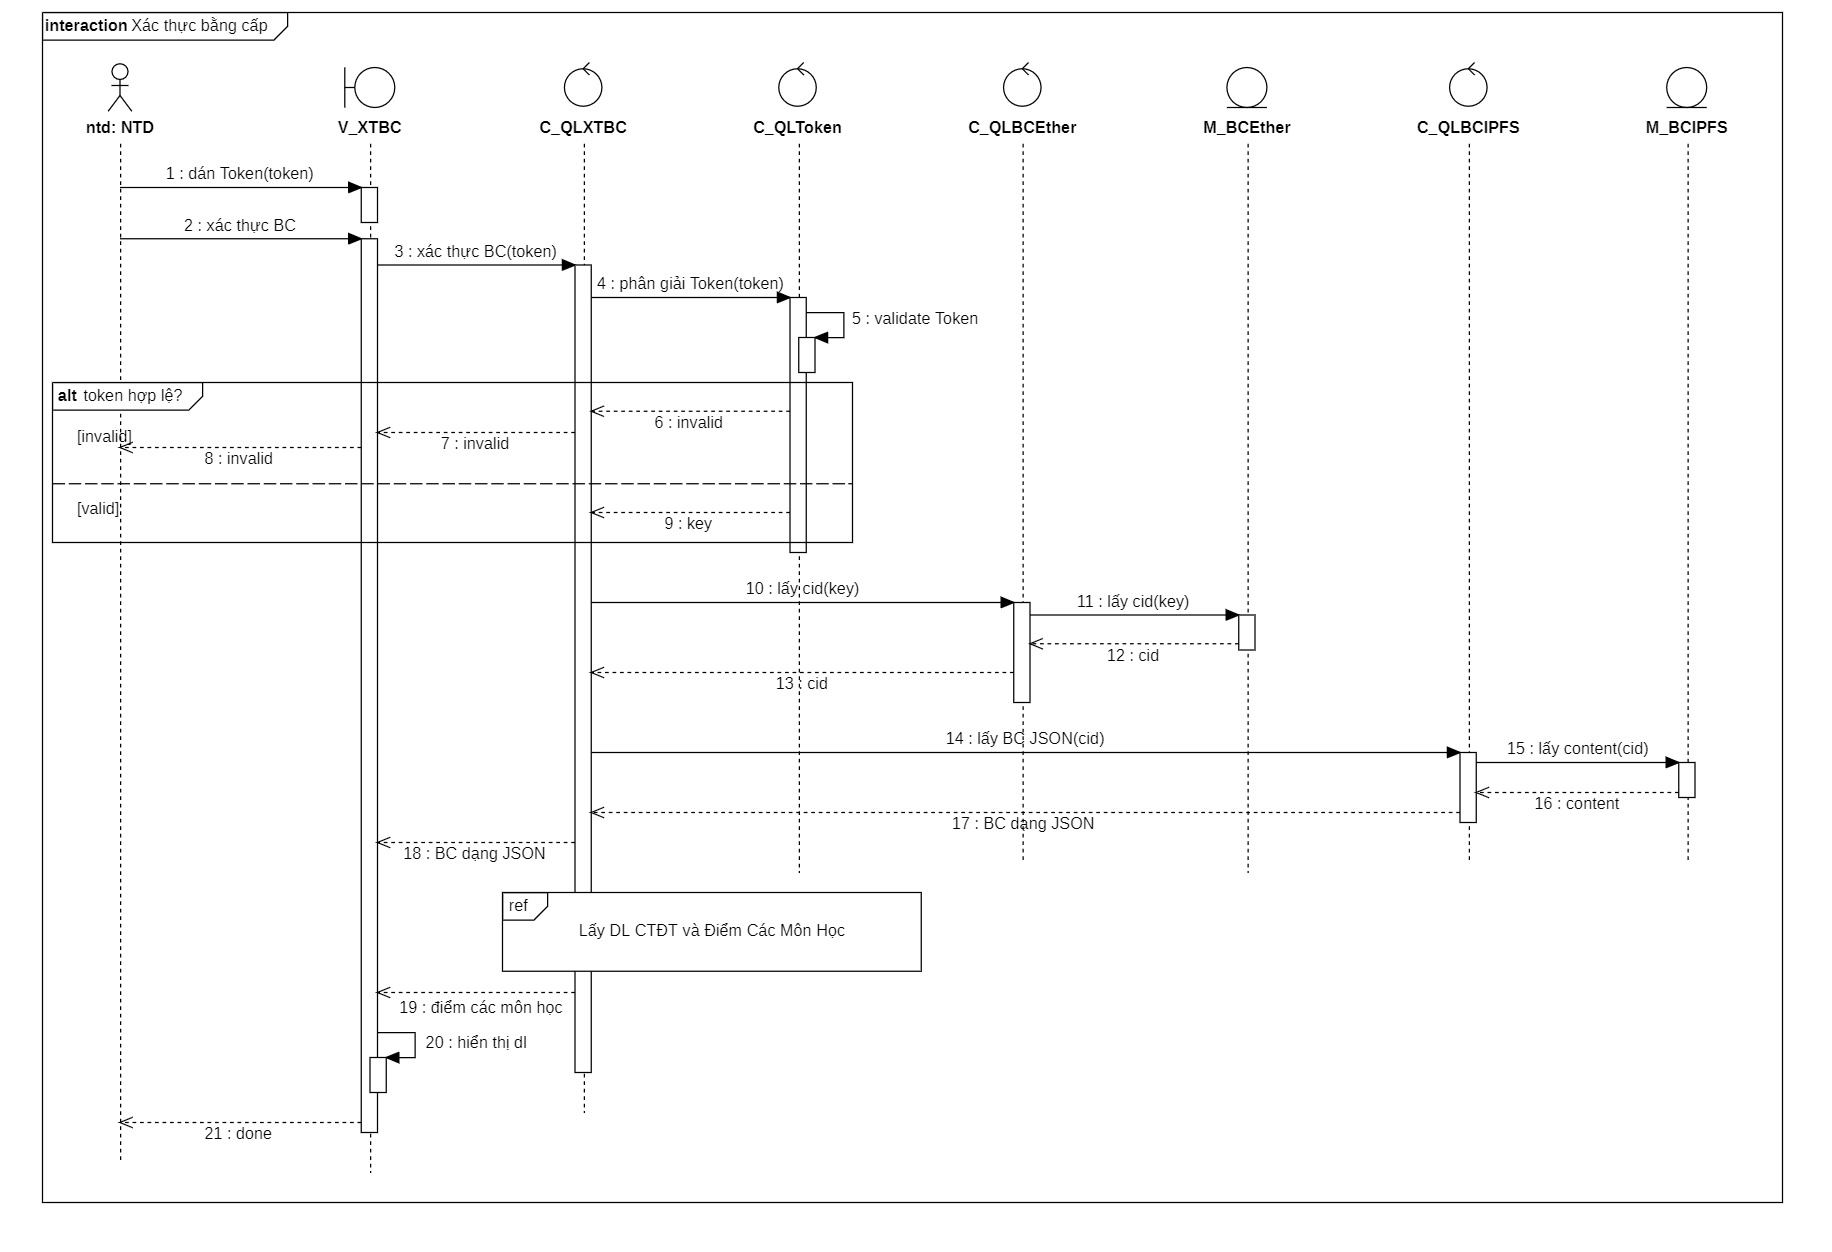 interaction Xác thực bằng cấp
ntd: NTD
V_XTBC
C_QLXTBC
C_QLToken
C_QLBCEther
M_BCEther
C_QLBCIPFS
M_BCIPFS
1 : dán Token(token)
2 : xác thực BC
3 : xác thực BC(token)
4 : phân giải Token(token)
5 : validate Token
alt token hợp lệ?
6 : invalid
[invalid]
7 : invalid
8 : invalid
[valid]
9 : key
10 : lấy cid(key)
11 : lấy cid(key)
12 : cid
13 : cid
14 : lấy BC JSON(cid)
15 : lấy content(cid)
16 : content
17 : BC dạng JSON
18 : BC dạng JSON
ref
Lấy DL CTĐT và Điểm Các Môn Học
19 : điểm các môn học
20 : hiển thị dl
21 : done